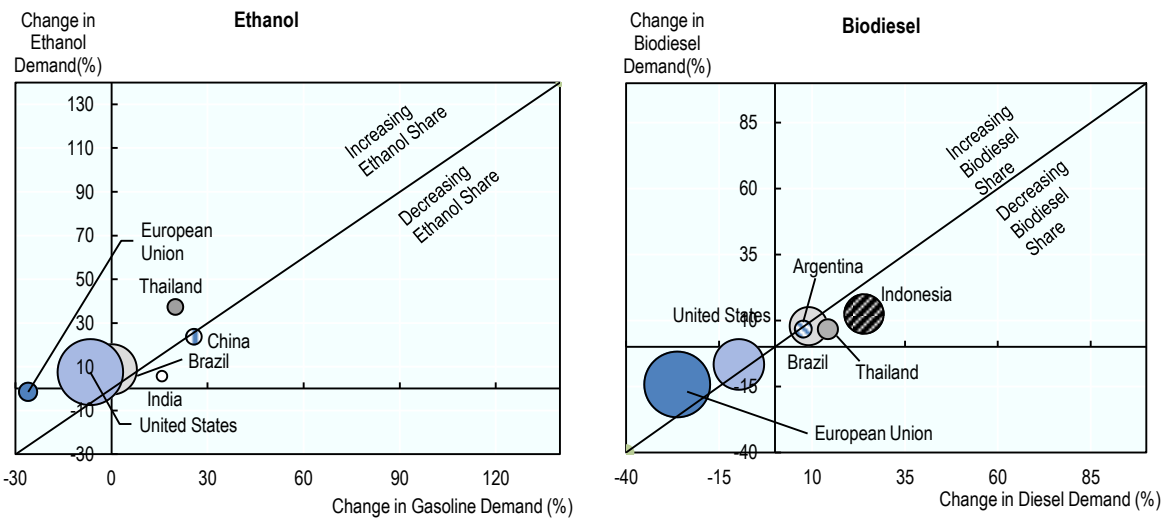 Change in
Ethanol
Demand(%)
Ethanol
130
110
90
70
50
30
10
-10
-30
-30
0
30
60
90
120
Increasing
Ethanol Share
Decreasing
Ethanol Share
European
Union
Thailand
China
Brazil
India
United States
Change in Gasoline Demand (%)
Change in
Biodiesel
Demand(%)
Biodiesel
85
60
35
10
-15
-40
-40
-15
10
35
60
85
Increasing
Biodiesel
Share
Decreasing
Biodiesel
Share
Argentina
Indonesia
United States
Brazil
Thailand
European Union
Change in Diesel Demand (%)